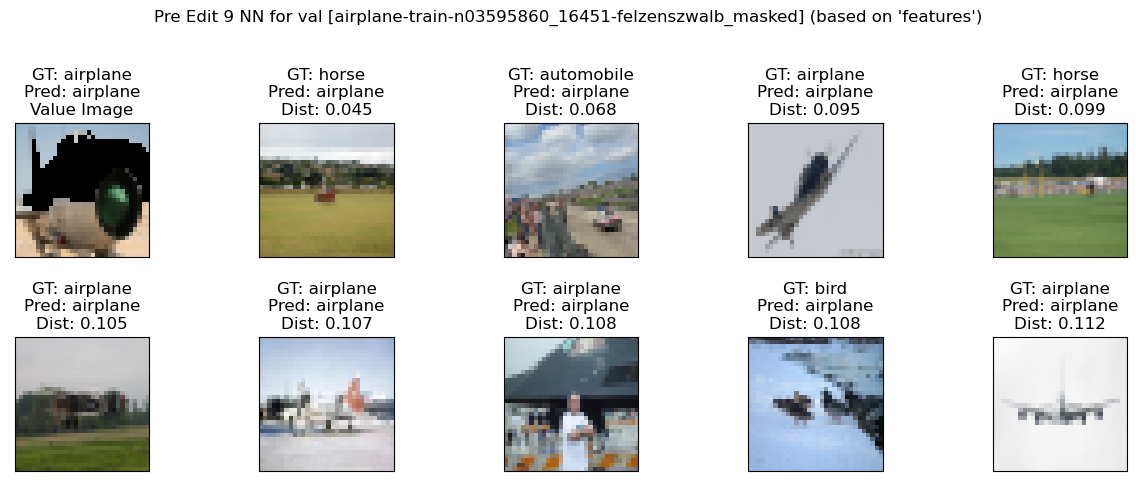 Pre Edit 9 NN for val [airplane-train-n03595860_16451-felzenszwalb_masked] (based on 'features')
GT: airplane
Pred: airplane
Value Image
GT: horse
Pred: airplane
Dist: 0.045
GT: automobile
Pred: airplane
Dist: 0.068
GT: airplane
Pred: airplane
Dist: 0.095
GT: horse
Pred: airplane
Dist: 0.099
GT: airplane
Pred: airplane
Dist: 0.105
GT: airplane
Pred: airplane
Dist: 0.107
GT: airplane
Pred: airplane
Dist: 0.108
GT: bird
Pred: airplane
Dist: 0.108
GT: airplane
Pred: airplane
Dist: 0.112